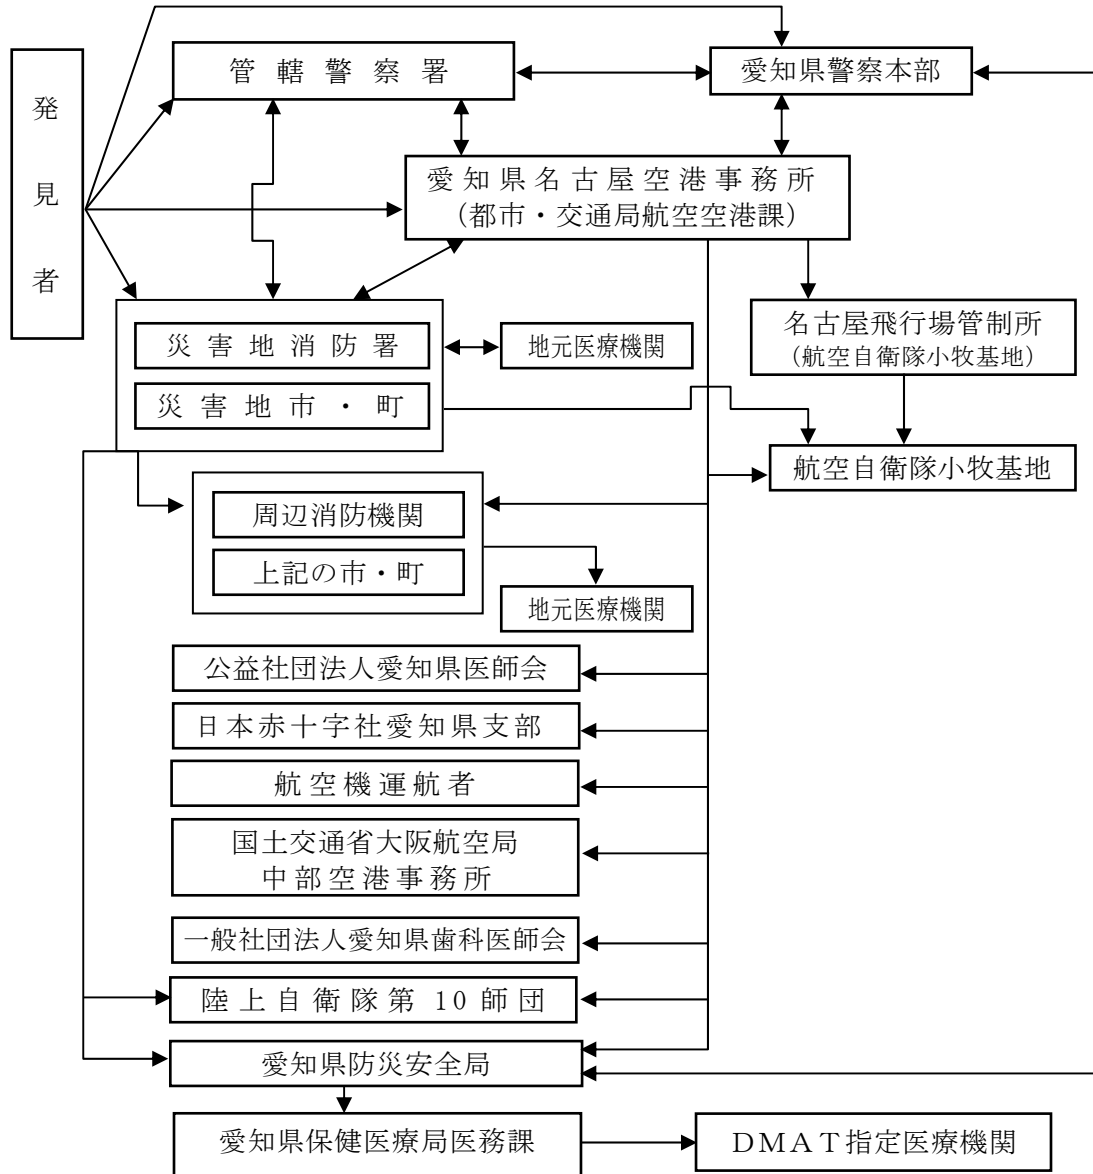 発見者
管轄警察署
愛知県警察本部
愛知県名古屋空港事務所
(都市・交通局航空空港課)
災害地消防署
災害地市・町
地元医療機関
名古屋飛行場管制所
(航空自衛隊小牧基地)
航空自衛隊小牧基地
周辺消防機関
上記の市・町
地元医療機関
公益社団法人愛知県医師会
日本赤十字社愛知県支部
航空機運航者
国土交通省大阪航空局
中部空港事務所
一般社団法人愛知県歯科医師会
陸上自衛隊第10師団
愛知県防災安全局
愛知県保健医療局医務課
DMAT指定医療機関